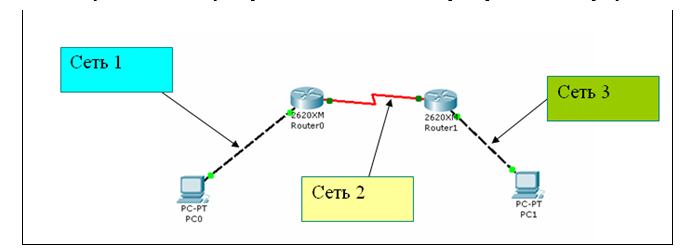 Сеть 1
Сеть 3
2620XM
Router0
2620XM
Router1
Сеть 2
PC-PT
PC0
PC-PT
PC1